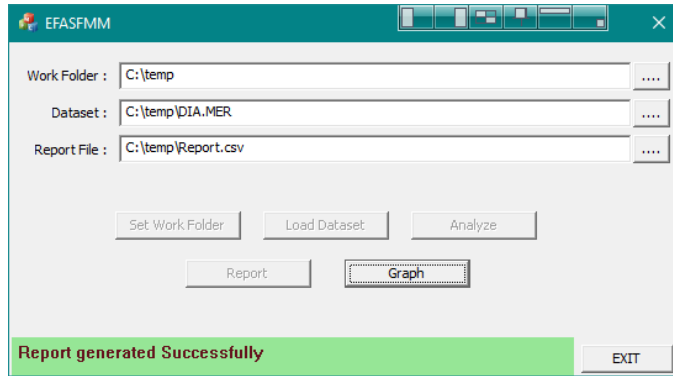 EFASFMM
Work Folder : C:\temp ....
Dataset : C:\temp\DIA.MER ....
Report File : C:\temp\Report.csv ....
Set Work Folder Load Dataset Analyze
Report Graph
Report generated Successfully EXIT